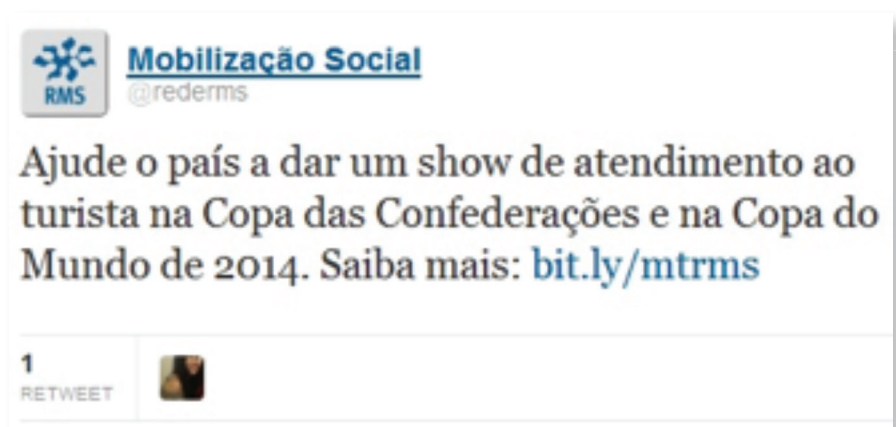 RMS
Mobilização Social
@rederms
Ajude o país a dar um show de atendimento ao
turista na Copa das Confederações e na Copa do
Mundo de 2014. Saiba mais: bit.ly/mtrms
1
RETWEET